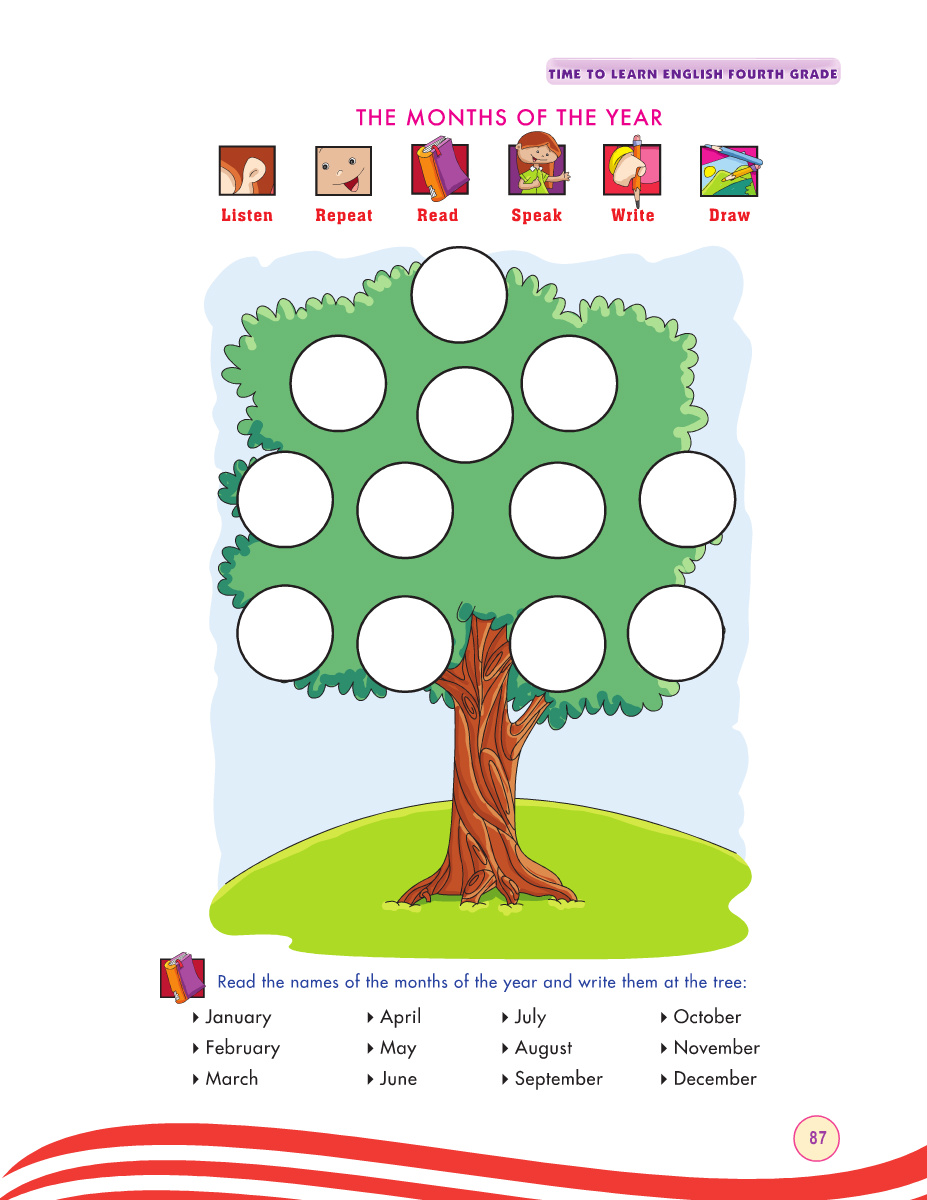 TIME TO LEARN ENGLISH FOURTH GRADE
THE MONTHS OF THE YEAR
Listen Repeat Read Speak Write Draw
Read the names of the months of the year and write them at the tree:
January April July October
February May August November
March June September December
87